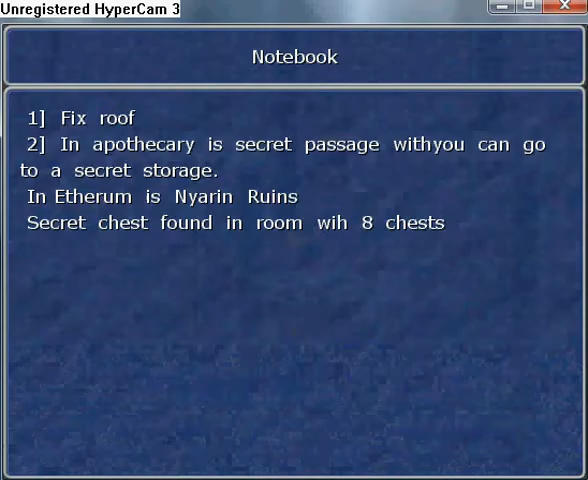 Unregistered HyperCam 3
Notebook
1] Fix roof
2] In apothecary is secret passage withyou can go
to a secret storage.
In Etherum is Nyarin Ruins
Secret chest found in room wih 8 chests